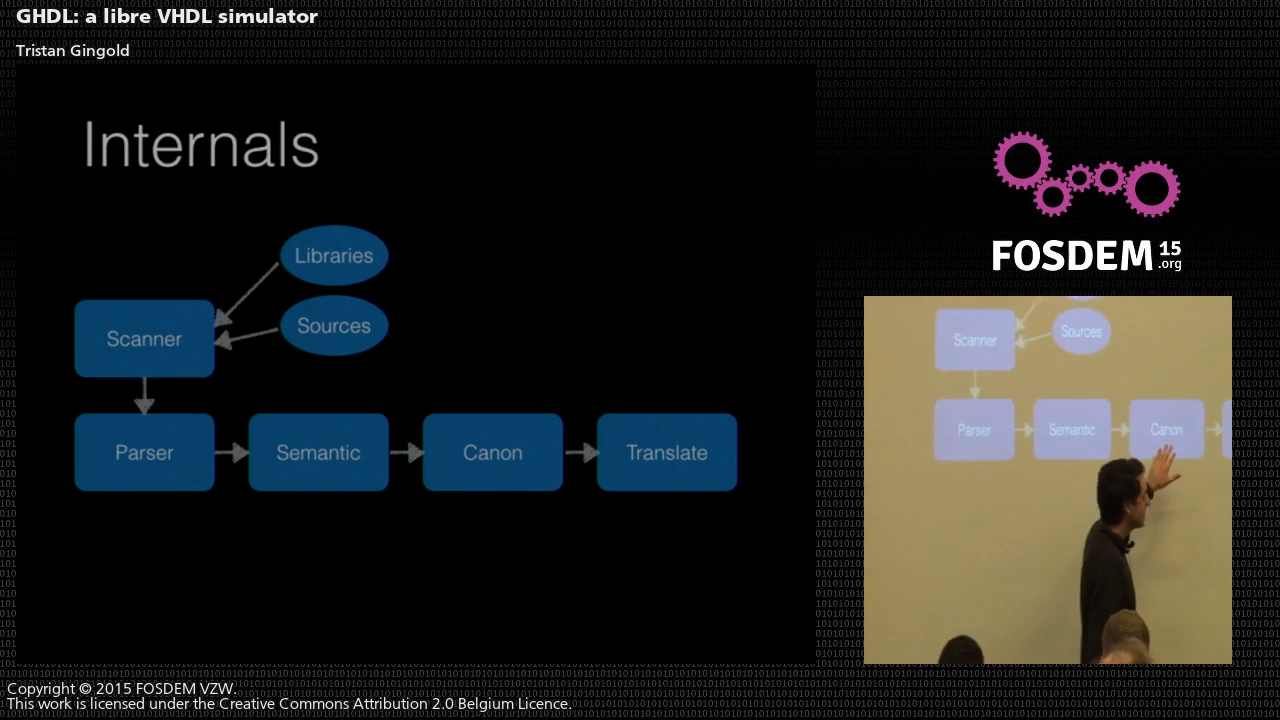 GHDL: a libre VHDL simulator
Tristan Gingold
Internals
Libraries
Sources
Scanner
Parser
Semantic
Canon
Translate
FOSDEM 15
.org
Sources
Scanner
Parser
Semantic
Canon
Copyright © 2015 FOSDEM VZW.
This work is licensed under the Creative Commons Attribution 2.0 Belgium Licence.